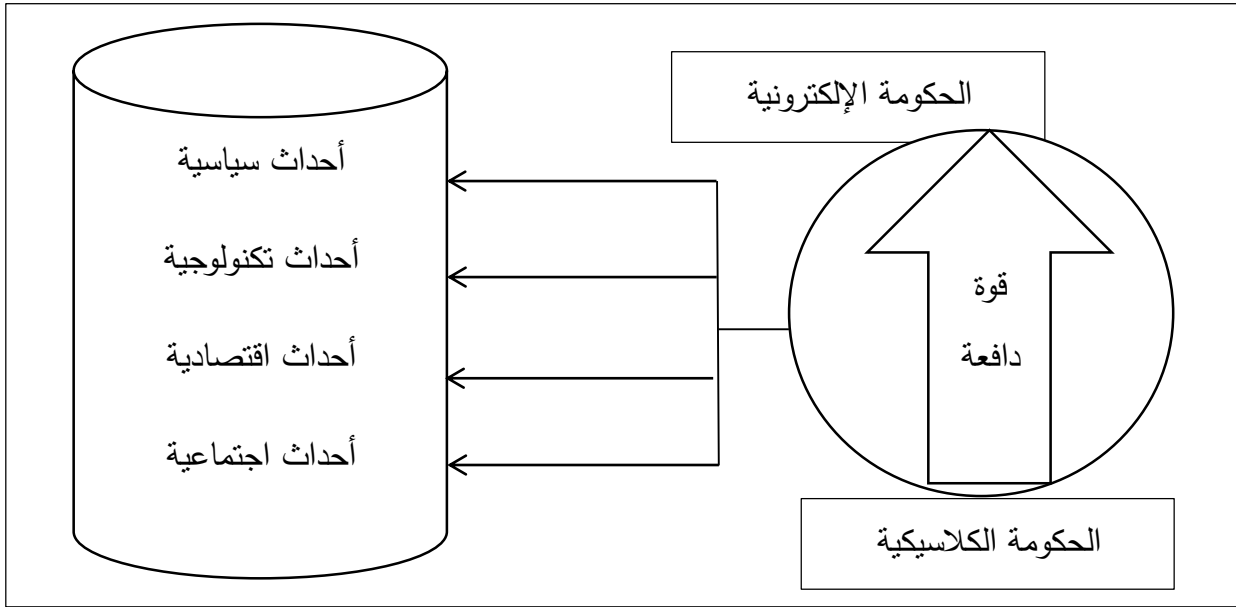 الحكومة الإلكترونية
قوة
دافعة
الحكومة الكلاسيكية
أحداث سياسية
أحداث تكنولوجية
أحداث اقتصادية
أحداث اجتماعية